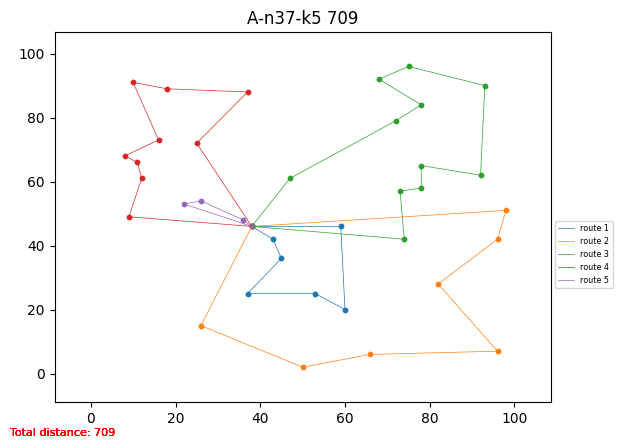 A-n37-k5 709
100
80
60
40
20
0
0 20 40 60 80 100
route 1
route 2
route 3
route 4
route 5
Total distance: 709